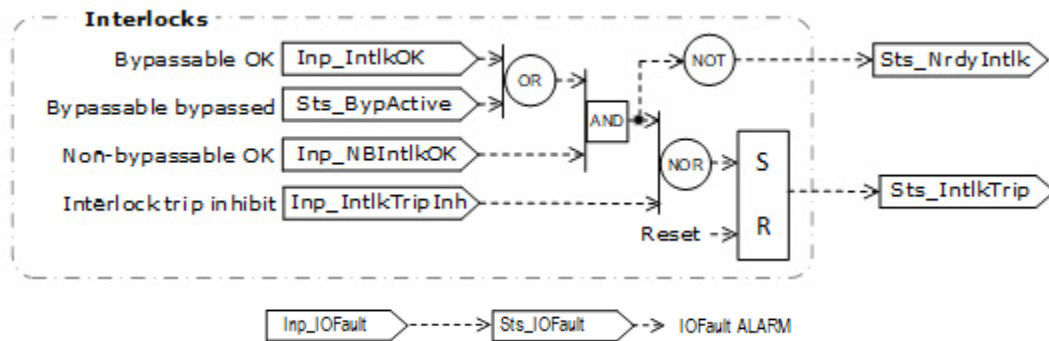 Interlocks
Bypassable OK Inp_IntlkOK OR NOT Sts_NrdyIntlk
Bypassable bypassed Sts_BypActive AND
Non-bypassable OK Inp_NBIntlkOK NOR S
Interlock trip inhibit Inp_IntlkTripInh Sts_IntlkTrip
Reset R
Inp_IOFault Sts_IOFault IOFault ALARM